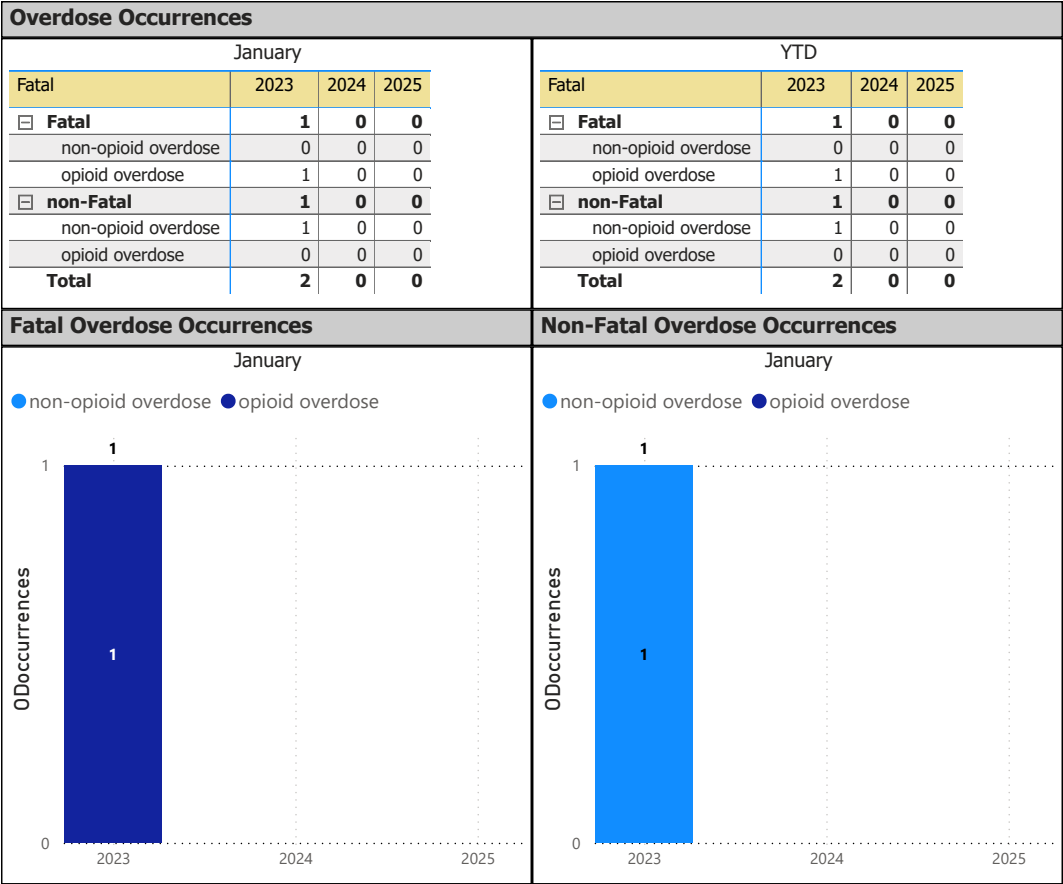 Overdose Occurrences
January
Fatal 2023 2024 2025
Fatal 1 0 0
non-opioid overdose 0 0 0
opioid overdose 1 0 0
non-Fatal 1 0 0
non-opioid overdose 1 0 0
opioid overdose 0 0 0
Total 2 0 0
YTD
Fatal 2023 2024 2025
Fatal 1 0 0
non-opioid overdose 0 0 0
opioid overdose 1 0 0
non-Fatal 1 0 0
non-opioid overdose 1 0 0
opioid overdose 0 0 0
Total 2 0 0
Fatal Overdose Occurrences
January
non-opioid overdose opioid overdose
1
1
ODoccurrences
1
0
2023 2024 2025
Non-Fatal Overdose Occurrences
January
non-opioid overdose opioid overdose
1
1
ODoccurrences
1
0
2023 2024 2025